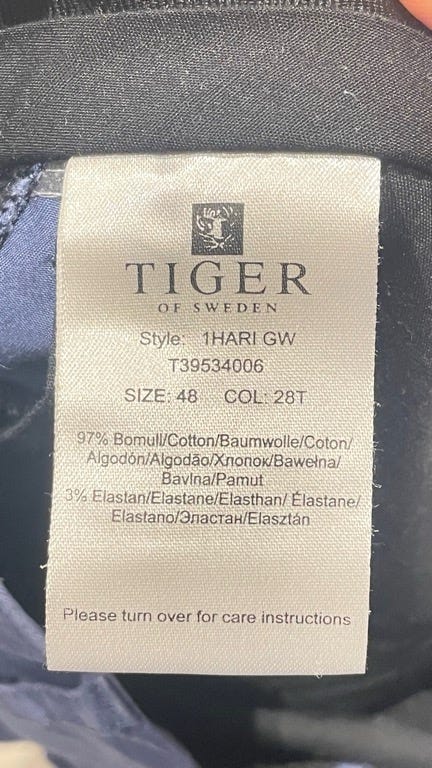 TIGER
OF SWEDEN
Style: 1HARI GW
T39534006
SIZE: 48 COL: 28T
97% Bomull/Cotton/Baumwolle/Coton/
Algodón/Algodão/Хлопок/Bawełna/
Bavlna/Pamut
3% Elastan/Elastane/Elasthan/ Élastane/
Elastano/Эластан/Elasztán
Please turn over for care instructions